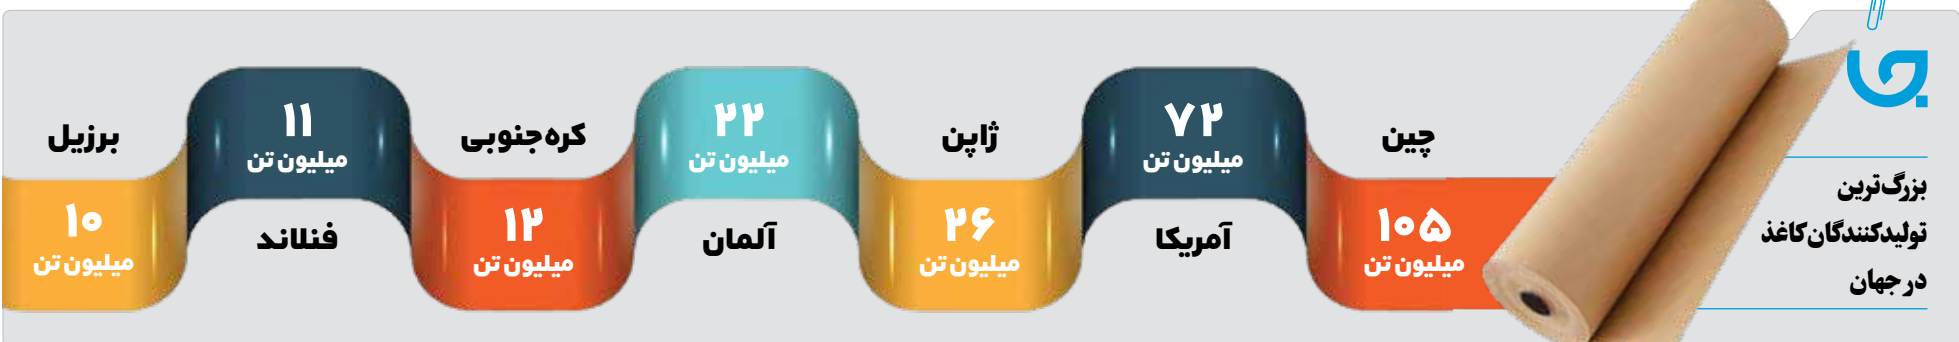 بزرگ‌ترین
تولیدکنندگان کاغذ
در جهان
چین
۱۰۵
میلیون تن
۷۲
میلیون تن
آمریکا
ژاپن
۲۶
میلیون تن
۲۲
میلیون تن
آلمان
کره‌جنوبی
۱۲
میلیون تن
۱۱
میلیون تن
فنلاند
برزیل
۱۰
میلیون تن